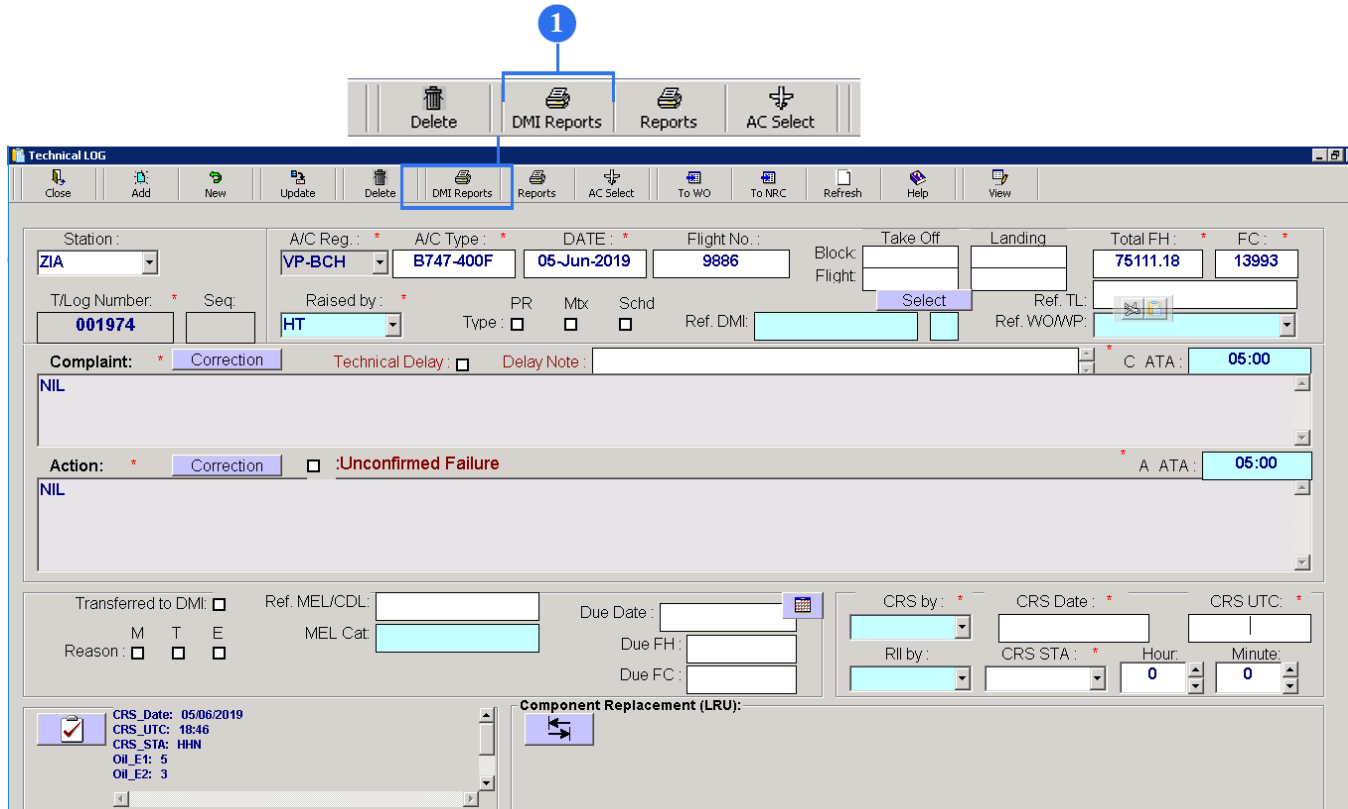 1
Delete DMI Reports Reports AC Select
Technical LOG
Close Add New Update Delete DMI Reports Reports AC Select To WO To NRC Refresh Help View
Station : A/C Reg. : * A/C Type : * DATE : * Flight No. : Take Off Landing Total FH : * FC : *
ZIA VP-BCH B747-400F 05-Jun-2019 9886 Block: 75111.18 13993
Flight:
T/Log Number: * Seq: Raised by : * PR Mtx Schd Select Ref. TL:
001974 HT Type : Ref. DMI: Ref. WO/WP:
Complaint: * Correction Technical Delay : Delay Note : * C ATA : 05:00
NIL
Action: * Correction :Unconfirmed Failure * A ATA : 05:00
NIL
Transferred to DMI: Ref. MEL/CDL: Due Date : CRS by : * CRS Date : * CRS UTC: *
M T E MEL Cat: Due FH :
Reason : Due FC : RII by : CRS STA : * Hour: Minute:
0 0
CRS_Date: 05/06/2019
CRS_UTC: 18:46
CRS_STA: HHN
Oil_E1: 5
Oil_E2: 3
Component Replacement (LRU):